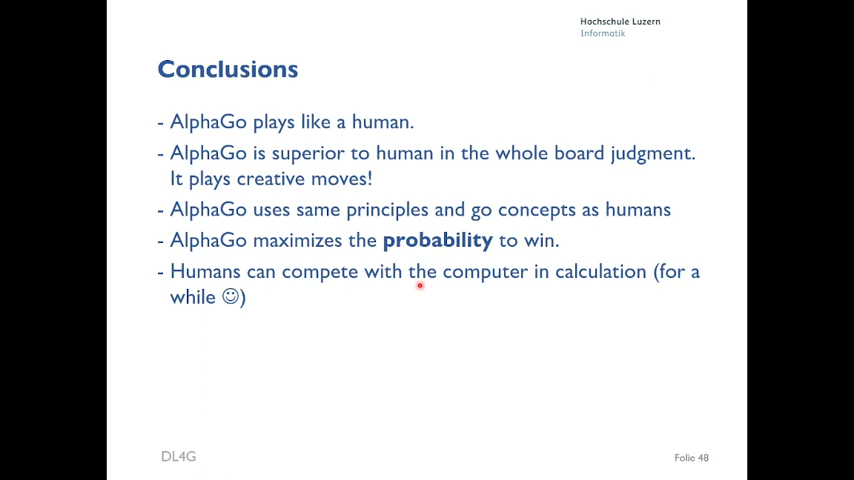 Hochschule Luzern
Informatik
Conclusions
- AlphaGo plays like a human.
- AlphaGo is superior to human in the whole board judgment.
It plays creative moves!
- AlphaGo uses same principles and go concepts as humans
- AlphaGo maximizes the probability to win.
- Humans can compete with the computer in calculation (for a
while ☺)
DL4G
Folie 48